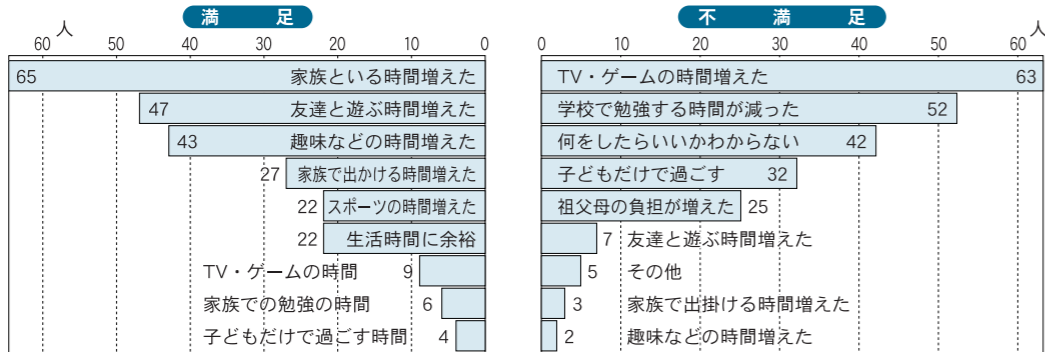 満 足
人
60 50 40 30 20 10 0
65 家族といる時間増えた
47 友達と遊ぶ時間増えた
43 趣味などの時間増えた
27 家族で出かける時間増えた
22 スポーツの時間増えた
22 生活時間に余裕
TV・ゲームの時間 9
家族での勉強の時間 6
子どもだけで過ごす時間 4
不 満 足
人
0 10 20 30 40 50 60
TV・ゲームの時間増えた 63
学校で勉強する時間が減った 52
何をしたらいいかわからない 42
子どもだけで過ごす 32
祖父母の負担が増えた 25
7 友達と遊ぶ時間増えた
5 その他
3 家族で出掛ける時間増えた
2 趣味などの時間増えた